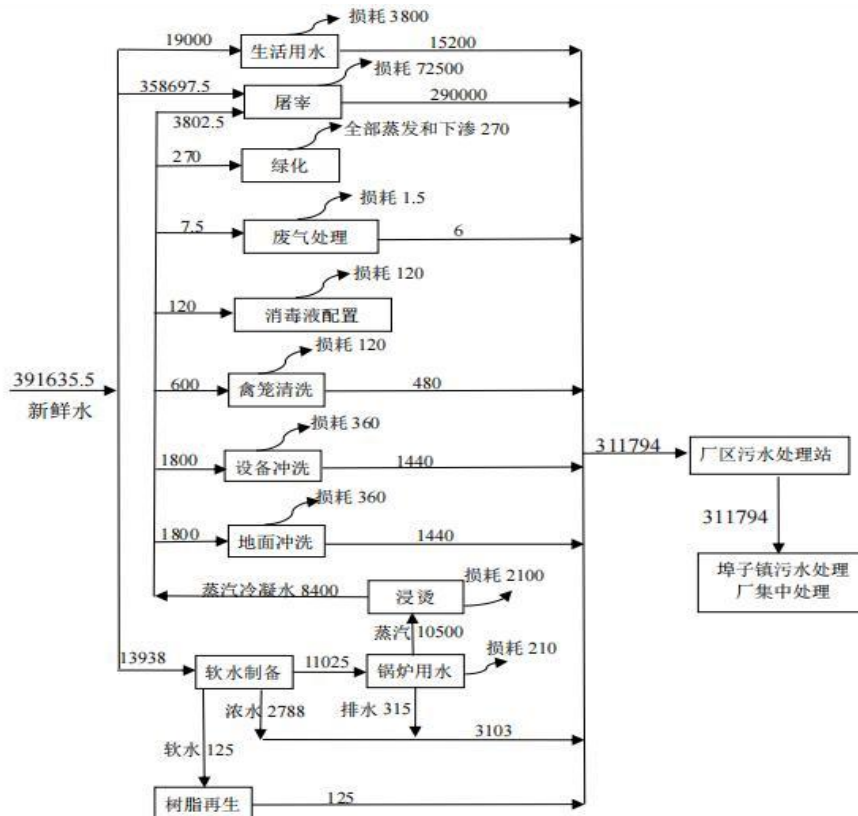 损耗 3800
19000
生活用水
15200
损耗 72500
358697.5
屠宰
290000
3802.5
全部蒸发和下渗 270
270
绿化
损耗 1.5
7.5
废气处理
6
损耗 120
120
消毒液配置
损耗 120
391635.5
新鲜水
600
禽笼清洗
480
损耗 360
1800
设备冲洗
1440
311794
厂区污水处理站
损耗 360
1800
地面冲洗
1440
311794
埠子镇污水处理
厂集中处理
蒸汽冷凝水 8400
浸烫
损耗 2100
蒸汽 10500
13938
软水制备
11025
锅炉用水
损耗 210
浓水 2788
排水 315
3103
软水 125
树脂再生
125